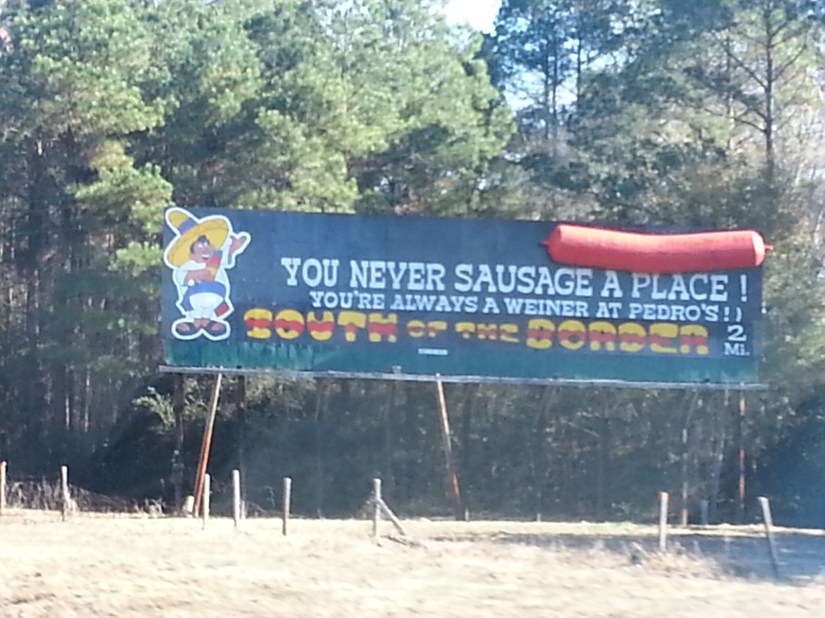 YOU NEVER SAUSAGE A PLACE !
YOU'RE ALWAYS A WEINER AT PEDRO'S ! )
SOUTH OF THE BORDER
2
MI.